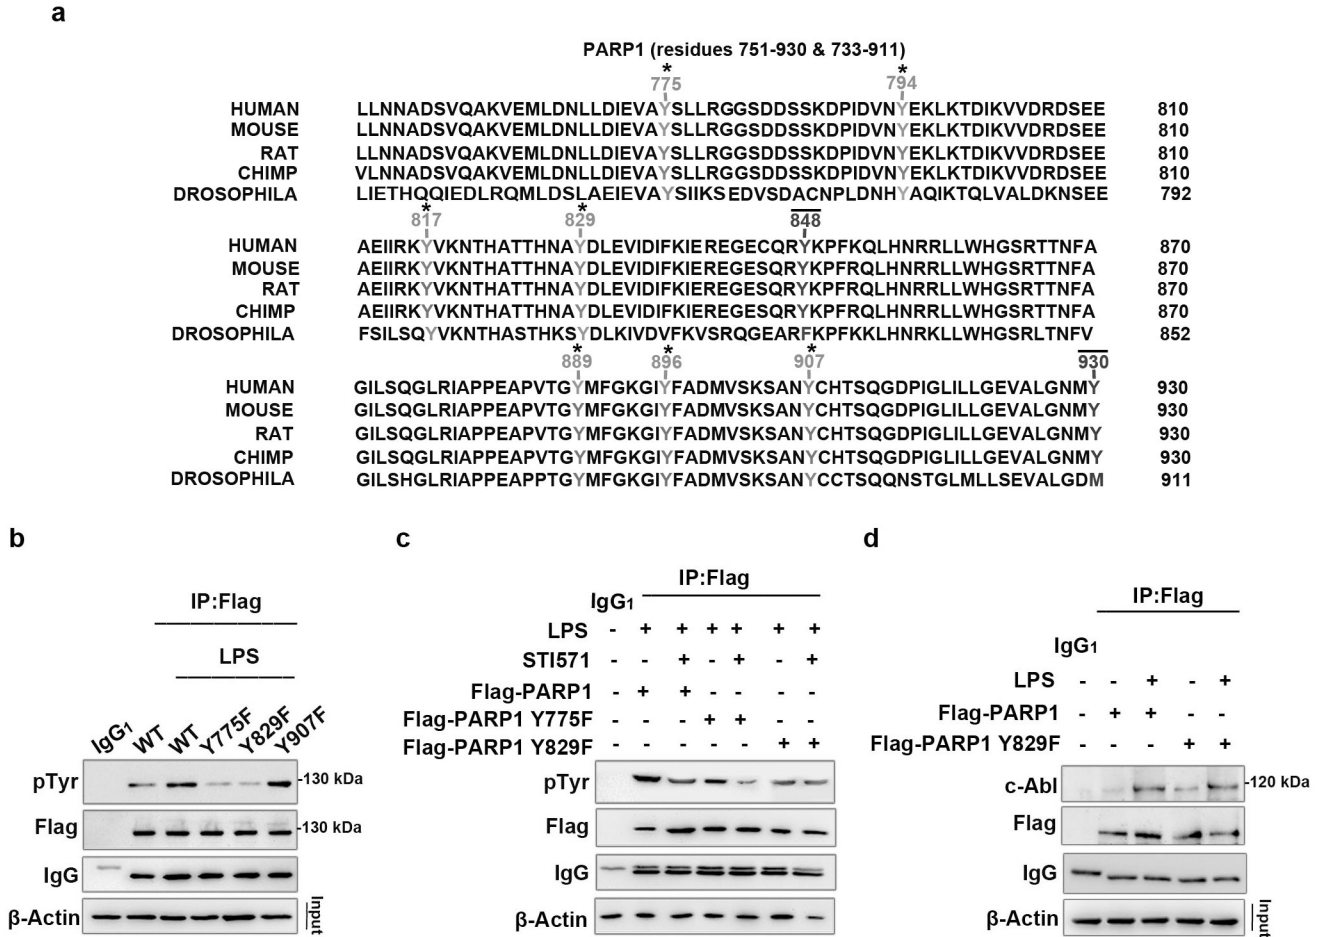 a
PARP1 (residues 751-930 & 733-911)
* *
775 794
HUMAN LLNNADSVQAKVEMLDNLLDIEVAYSLLRGGSDDSSKDPIDVNYEKLKTDIKVVDRDSEE 810
MOUSE LLNNADSVQAKVEMLDNLLDIEVAYSLLRGGSDDSSKDPIDVNYEKLKTDIKVVDRDSEE 810
RAT LLNNADSVQAKVEMLDNLLDIEVAYSLLRGGSDDSSKDPIDVNYEKLKTDIKVVDRDSEE 810
CHIMP VLNNADSVQAKVEMLDNLLDIEVAYSLLRGGSDDSSKDPIDVNYEKLKTDIKVVDRDSEE 810
DROSOPHILA LIETHQQIEDLRQMLDSLAEIEVAYSIIKSEDVSDACNPLDNHYAQIKTQLVALDKNSEE 792
* *
817 829 848
HUMAN AEIIRKYVKNTHATTHNAYDLEVIDIFKIEREGECQRYKPFKQLHNRRLLWHGSRTTNFA 870
MOUSE AEIIRKYVKNTHATTHNAYDLEVIDIFKIEREGESQRYKPFRQLHNRRLLWHGSRTTNFA 870
RAT AEIIRKYVKNTHATTHNAYDLEVIDIFKIEREGESQRYKPFRQLHNRRLLWHGSRTTNFA 870
CHIMP AEIIRKYVKNTHATTHNAYDLEVIDIFKIEREGESQRYKPFRQLHNRRLLWHGSRTTNFA 870
DROSOPHILA FSILSQYVKNTHASTHKSYDLKIVDVFKVSRQGEARFKPFKKLHNRKLLWHGSRLTNFV 852
* * *
889 896 907 930
HUMAN GILSQGLRIAPPEAPVTGYMFGKGIYFADMVSKSANYCHTSQGDPIGLILLGEVALGNMY 930
MOUSE GILSQGLRIAPPEAPVTGYMFGKGIYFADMVSKSANYCHTSQGDPIGLILLGEVALGNMY 930
RAT GILSQGLRIAPPEAPVTGYMFGKGIYFADMVSKSANYCHTSQGDPIGLILLGEVALGNMY 930
CHIMP GILSQGLRIAPPEAPVTGYMFGKGIYFADMVSKSANYCHTSQGDPIGLILLGEVALGNMY 930
DROSOPHILA GILSHGLRIAPPEAPPTGYMFGKGIYFADMVSKSANYCCTSQQNSTGLMLLSEVALGDM 911
b
IP:Flag
LPS
IgG1 WT WT Y775F Y829F Y907F
pTyr -130 kDa
Flag -130 kDa
IgG
β-Actin Input
c
IP:Flag
IgG1
LPS - + + + + + +
STI571 - - + - + - +
Flag-PARP1 - + + - - - -
Flag-PARP1 Y775F - - - + + - -
Flag-PARP1 Y829F - - - - - + +
pTyr
Flag
IgG
β-Actin
d
IP:Flag
IgG1
LPS - - + - +
Flag-PARP1 - + + - -
Flag-PARP1 Y829F - - - + +
c-Abl -120 kDa
Flag
IgG
β-Actin Input